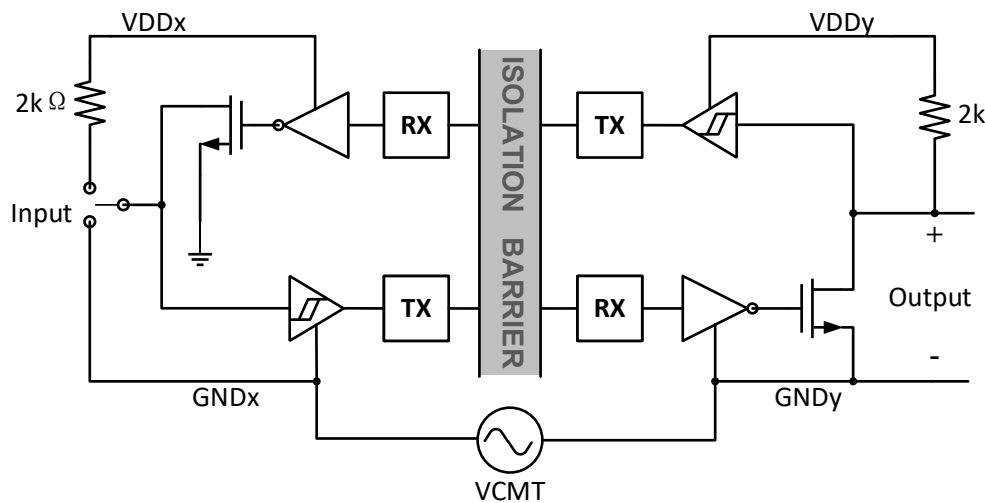 VDDx
VDDy
2k Ω
RX
TX
2k
ISOLATION BARRIER
Input
+
TX
RX
Output
-
GNDx
GNDy
VCMT